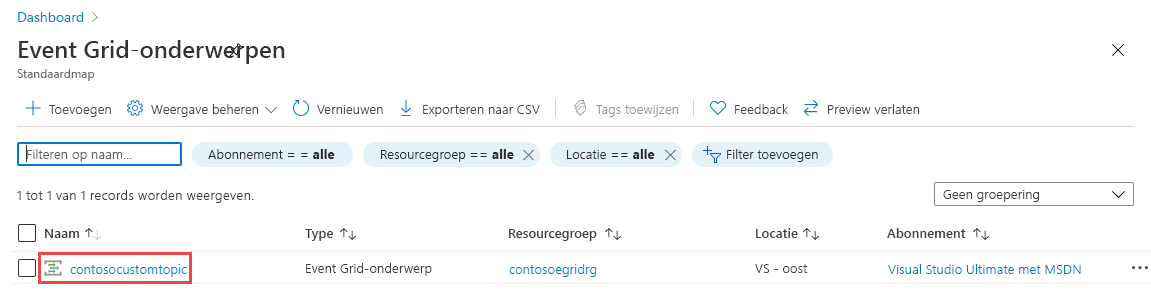 Dashboard >
Event Grid-onderwerpen
Standaardmap
Toevoegen Weergave beheren Vernieuwen Exporteren naar CSV Tags toewijzen Feedback Preview verlaten
Filteren op naam... Abonnement = = alle Resourcegroep == alle Locatie == alle Filter toevoegen
1 tot 1 van 1 records worden weergeven.
Geen groepering
Naam Type Resourcegroep Locatie Abonnement
contosocustomtopic Event Grid-onderwerp contosoegridrg VS - oost Visual Studio Ultimate met MSDN